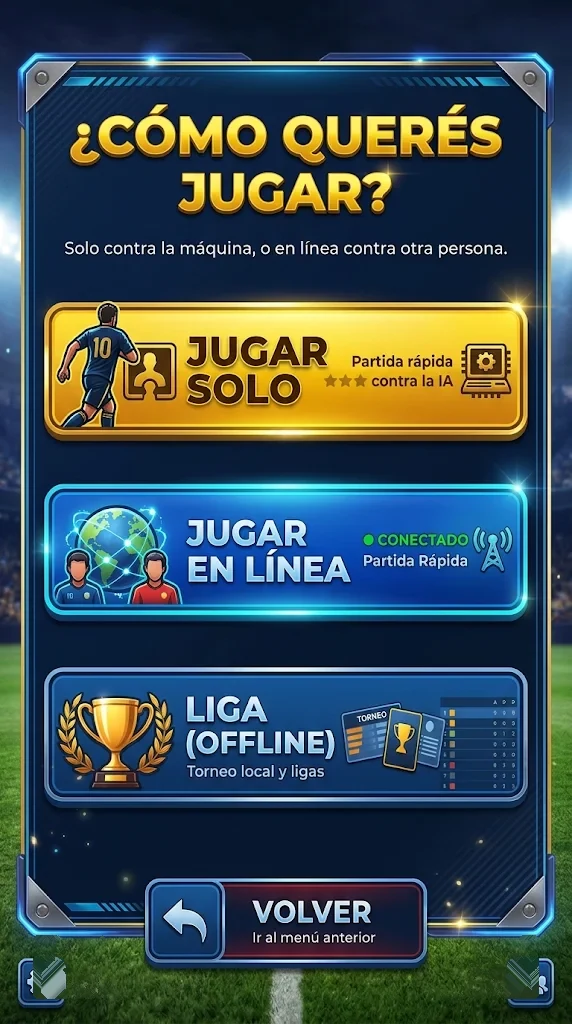 ¿CÓMO QUERÉS
JUGAR?
Solo contra la máquina, o en línea contra otra persona.
10
JUGAR
SOLO
Partida rápida
★★★ contra la IA
JUGAR
EN LÍNEA
● CONECTADO
Partida Rápida
LIGA
(OFFLINE)
Torneo local y ligas
TORNEO
VOLVER
Ir al menú anterior